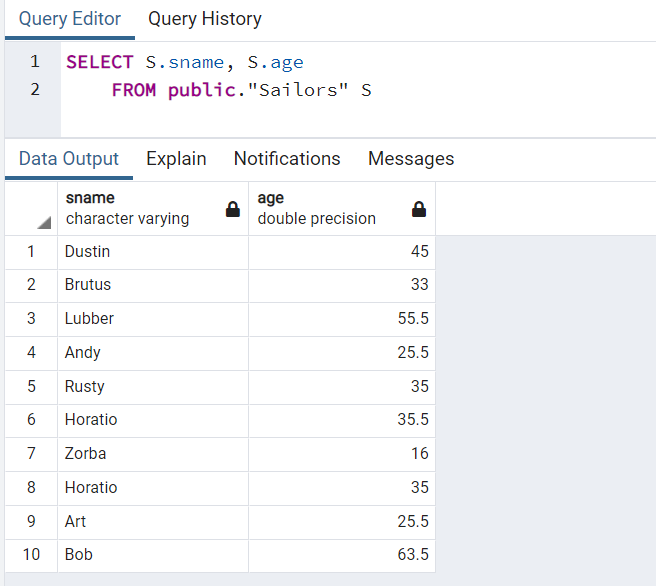 Query Editor Query History
1 SELECT S.sname, S.age
2 FROM public."Sailors" S
Data Output Explain Notifications Messages
sname age
character varying double precision
1 Dustin 45
2 Brutus 33
3 Lubber 55.5
4 Andy 25.5
5 Rusty 35
6 Horatio 35.5
7 Zorba 16
8 Horatio 35
9 Art 25.5
10 Bob 63.5